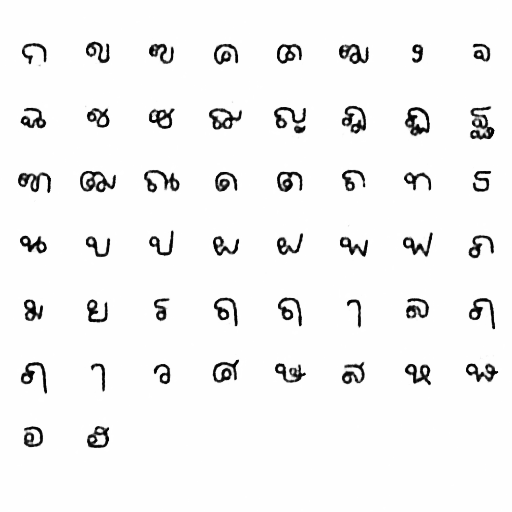 ก ข ฃ ค ฅ ฆ ง จ
ฉ ช ซ ฌ ญ ฎ ฏ ฐ
ฑ ฒ ณ ด ต ถ ท ธ
น บ ป ผ ฝ พ ฟ ภ
ม ย ร ฤ ฤ ๅ ล ฦ
ฦ ๅ ว ศ ษ ส ห ฬ
อ ฮ